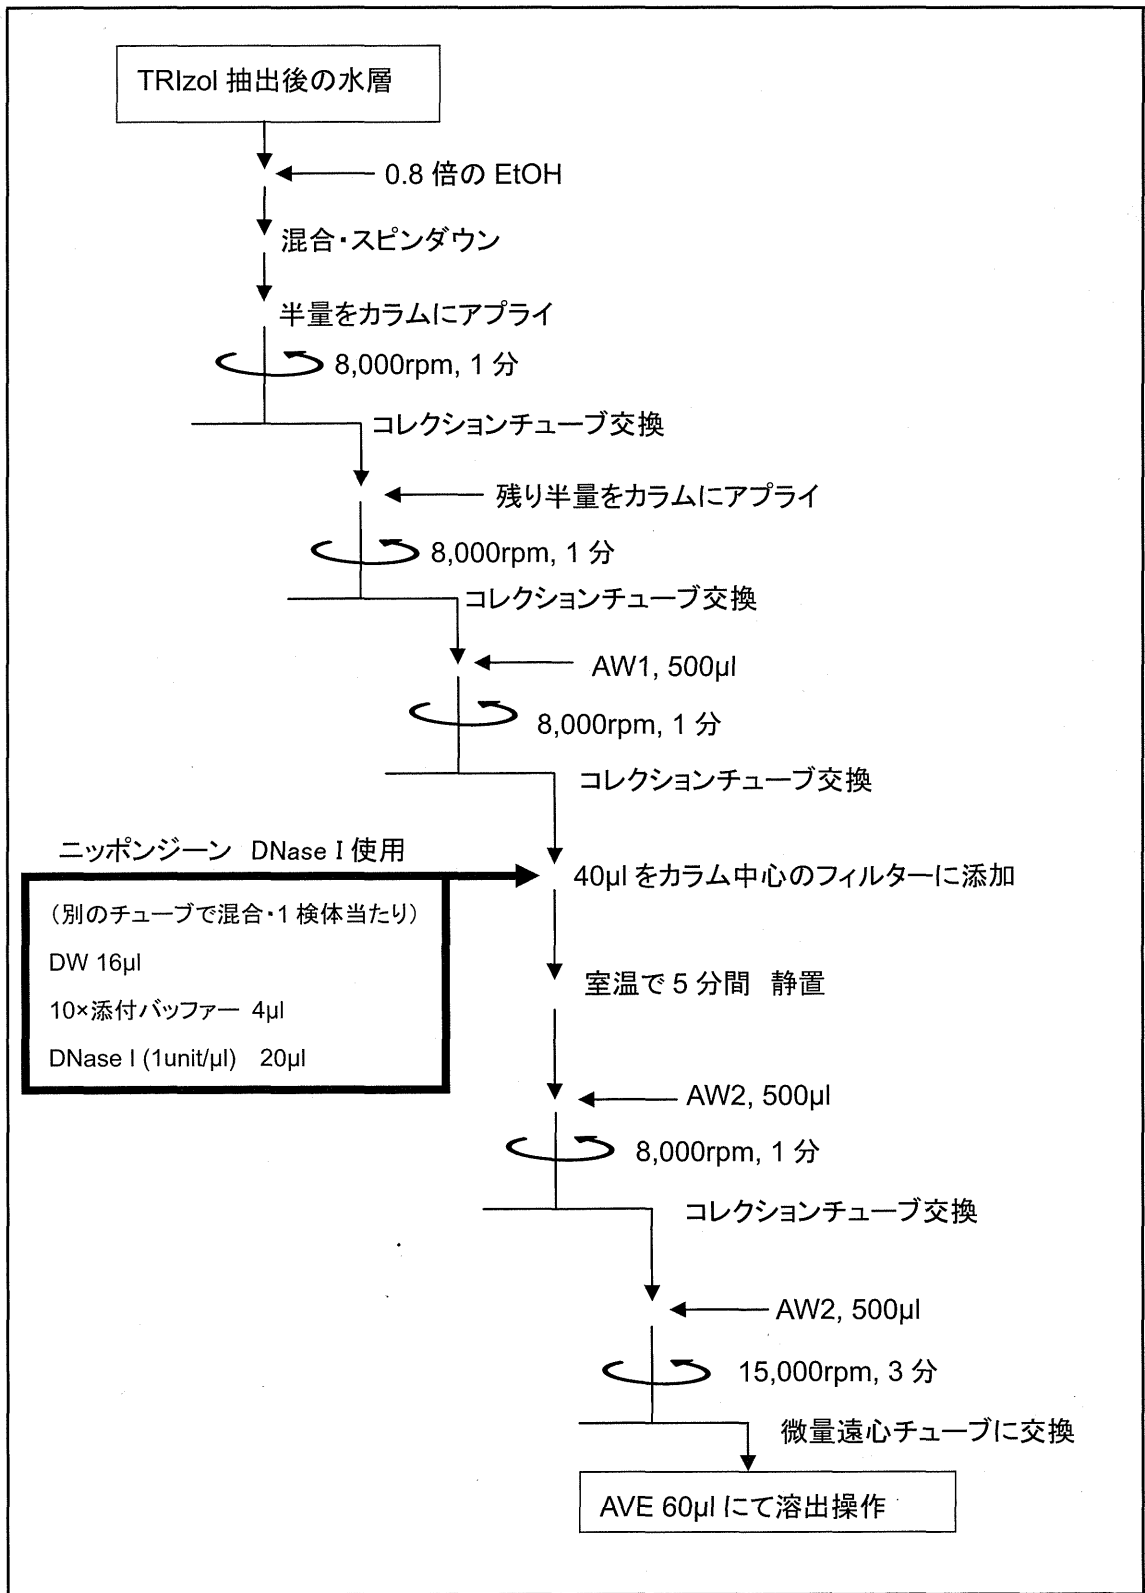 TRIzol 抽出後の水層
0.8 倍の EtOH
混合・スピンダウン
半量をカラムにアプライ
8,000rpm, 1 分
コレクションチューブ交換
残り半量をカラムにアプライ
8,000rpm, 1 分
コレクションチューブ交換
AW1, 500µl
8,000rpm, 1 分
コレクションチューブ交換
ニッポンジーン DNase I 使用
40µl をカラム中心のフィルターに添加
（別のチューブで混合・1 検体当たり）
DW 16µl
10×添付バッファー 4µl
DNase I (1unit/µl) 20µl
室温で 5 分間 静置
AW2, 500µl
8,000rpm, 1 分
コレクションチューブ交換
AW2, 500µl
15,000rpm, 3 分
微量遠心チューブに交換
AVE 60µl にて溶出操作